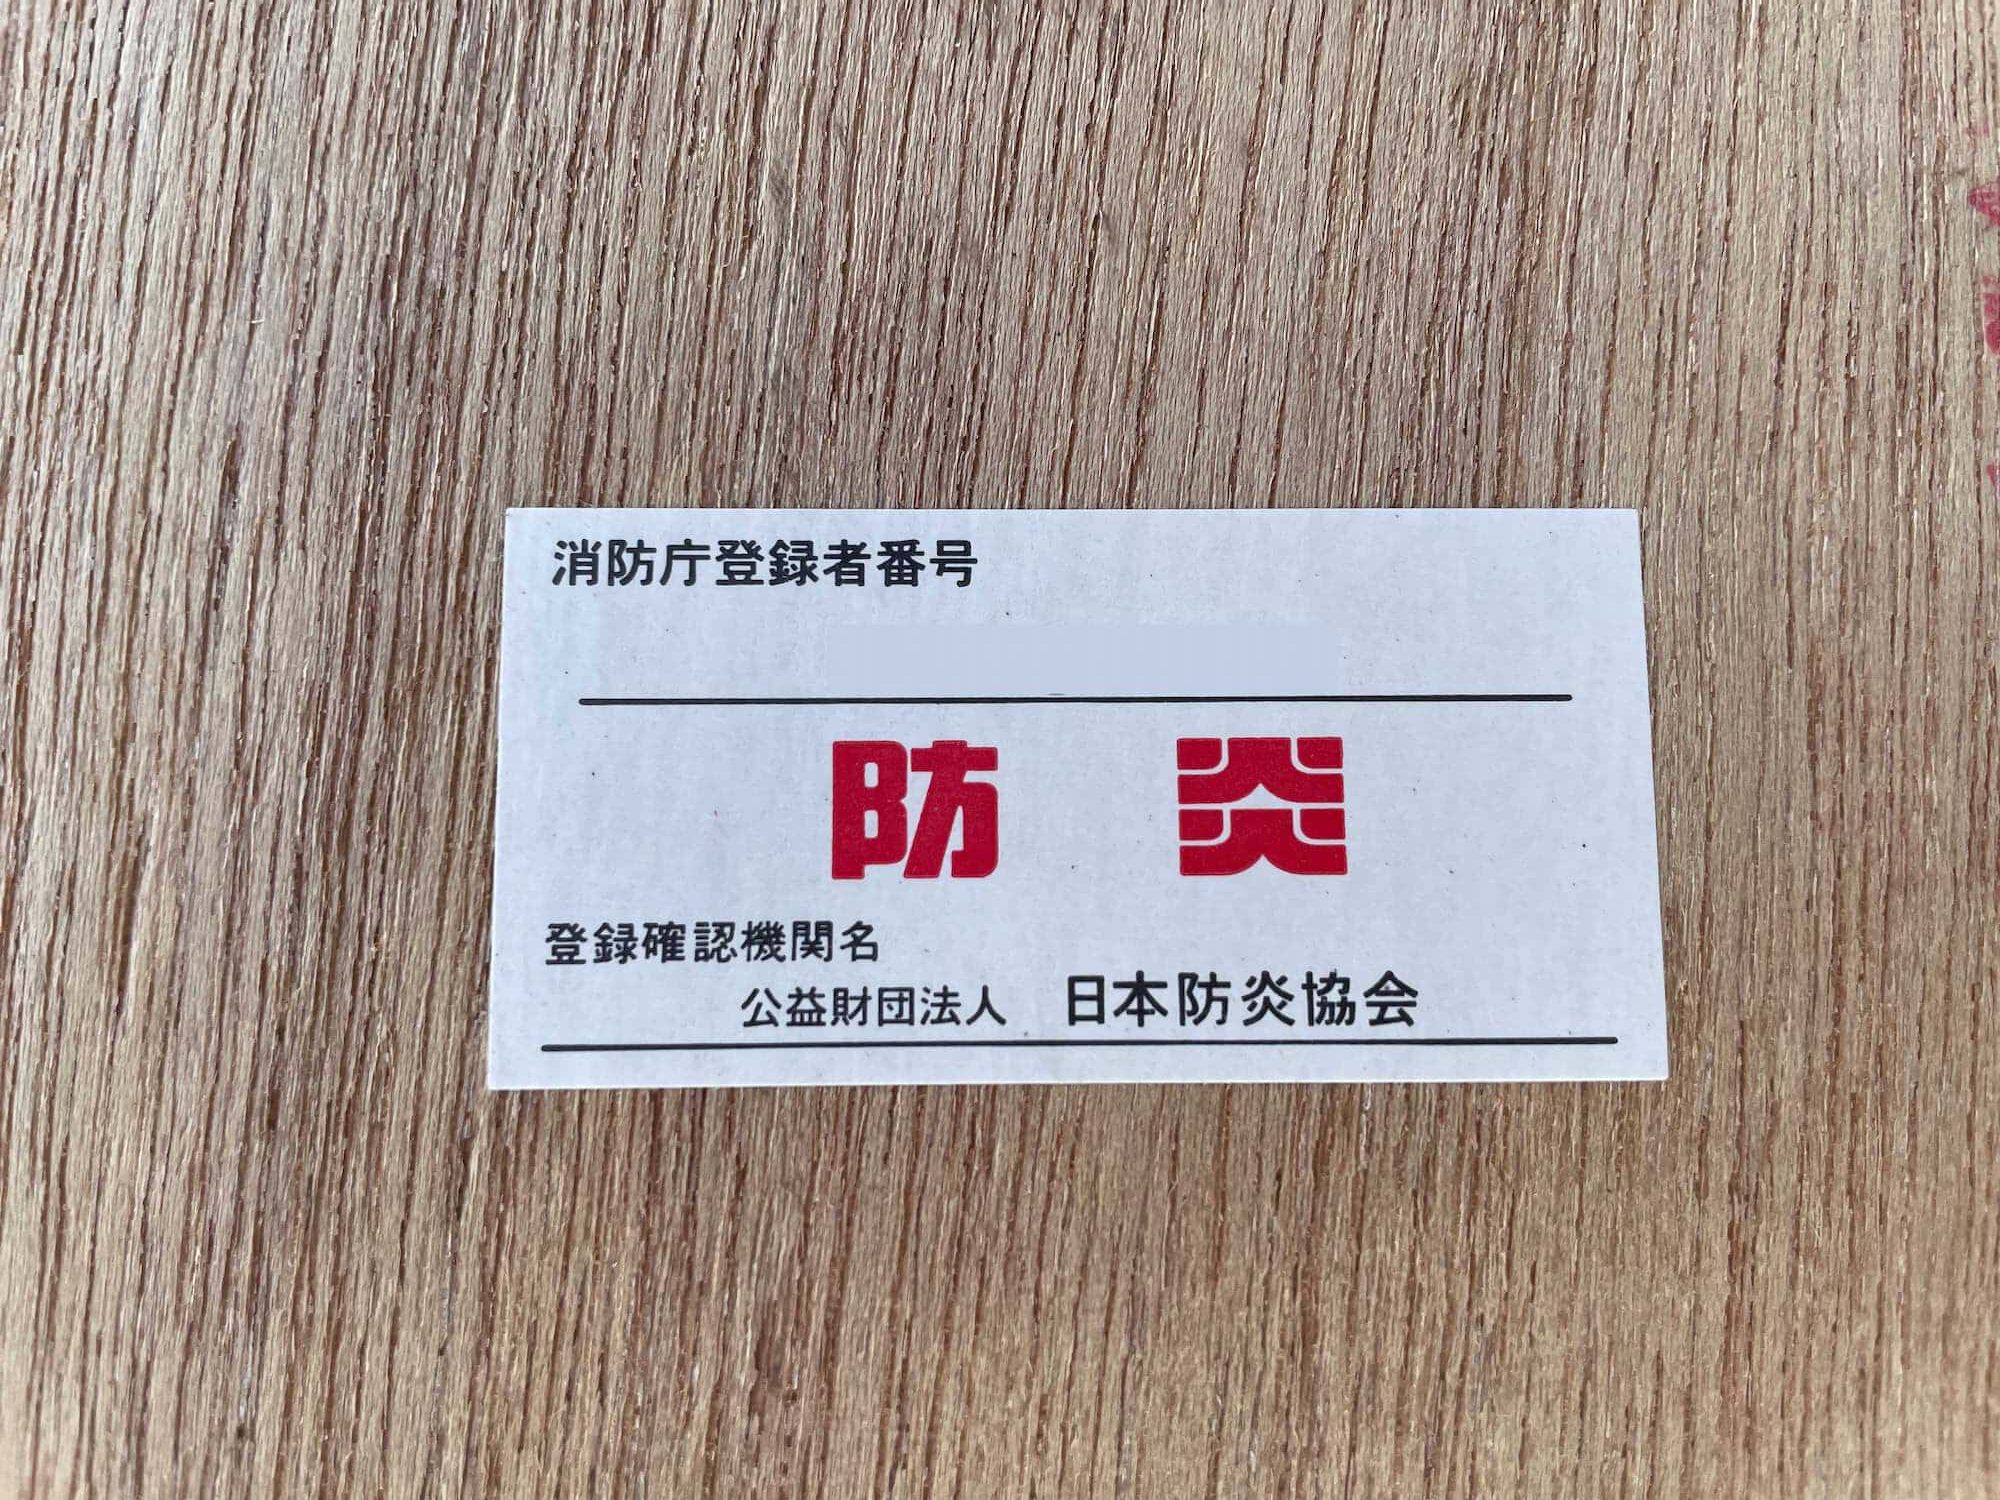 消防庁登録者番号
防炎
登録確認機関名
公益財団法人 日本防炎協会